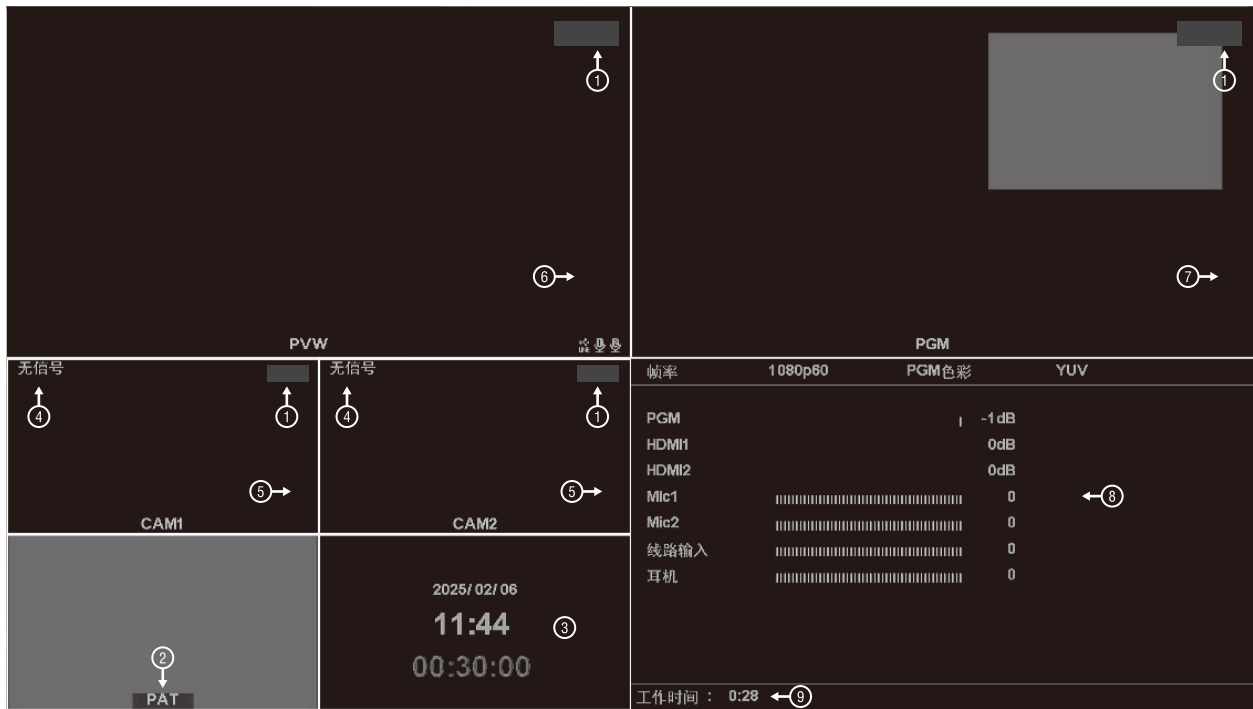 ①
①
⑥
⑦
PVW
PGM
无信号
④
①
⑤
CAM1
无信号
④
①
⑤
CAM2
帧率 1080p60 PGM色彩 YUV
PGM -1dB
HDMI1 0dB
HDMI2 0dB
Mic1 0
⑧
Mic2 0
线路输入 0
耳机 0
②
PAT
2025/02/06
11:44
③
00:30:00
工作时间： 0:28
⑨